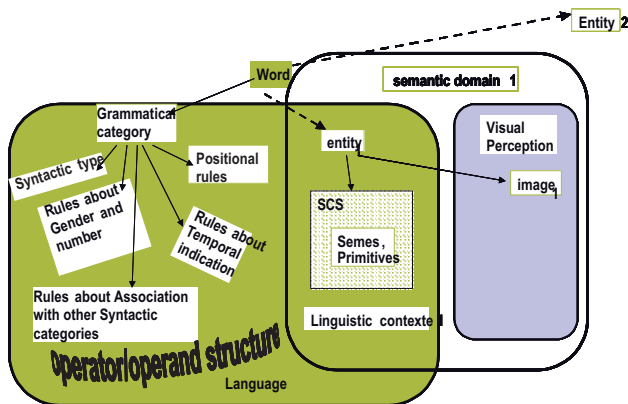 Entity 2
Word
semantic domain 1
Grammatical
category
entity 1
Visual
Perception
Syntactic type
Positional
rules
image 1
Rules about
Gender and
number
SCS
Rules about
Temporal
indication
Semes,
Primitives
Rules about Association
with other Syntactic
categories
Linguistic contexte 1
Operator/operand structure
Language